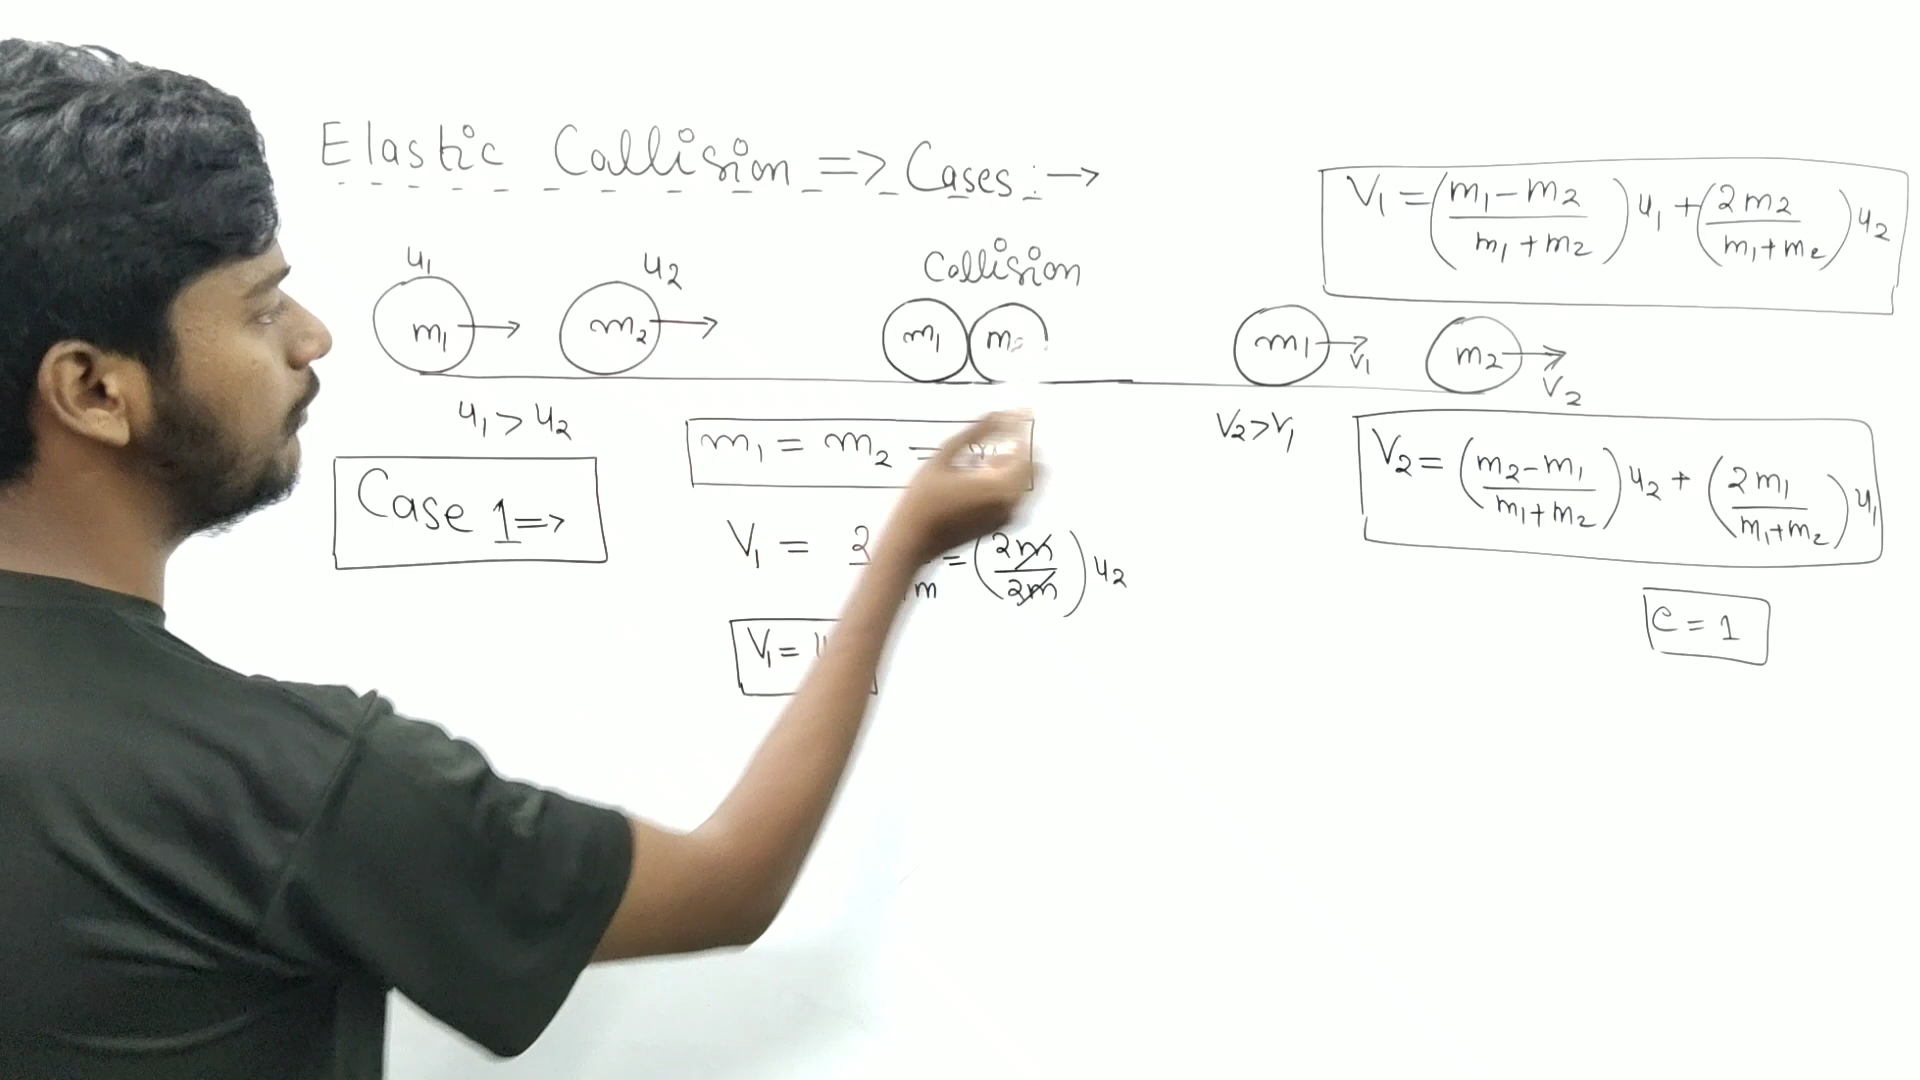 Elastic Collision => Cases :→
V₁ = (m₁ - m₂ / m₁ + m₂) u₁ + (2m₂ / m₁ + m₂) u₂
u₁ u₂ Collision
m₁ m₂ m₁ m₁ V₁ m₂ V₂
u₁ > u₂
V₂ > V₁
m₁ = m₂ =
V₂ = (m₂ - m₁ / m₁ + m₂) u₂ + (2m₁ / m₁ + m₂) u₁
Case 1 =>
V₁ = 2 m = (2m / 2m) u₂
e = 1
V₁ =